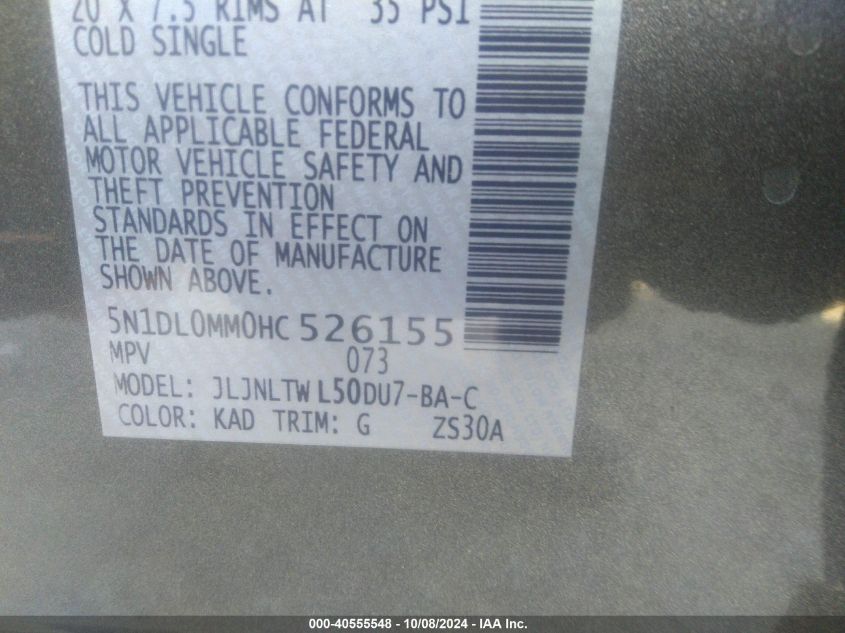 20 X 7.5 RIMS AT 35 PSI
COLD SINGLE
THIS VEHICLE CONFORMS TO
ALL APPLICABLE FEDERAL
MOTOR VEHICLE SAFETY AND
THEFT PREVENTION
STANDARDS IN EFFECT ON
THE DATE OF MANUFACTURE
SHOWN ABOVE.
5N1DL0MM0HC526155
MPV 073
MODEL: JLJNLTWL50DU7-BA-C
COLOR: KAD TRIM: G ZS30A
000-40555548 - 10/08/2024 - IAA Inc.